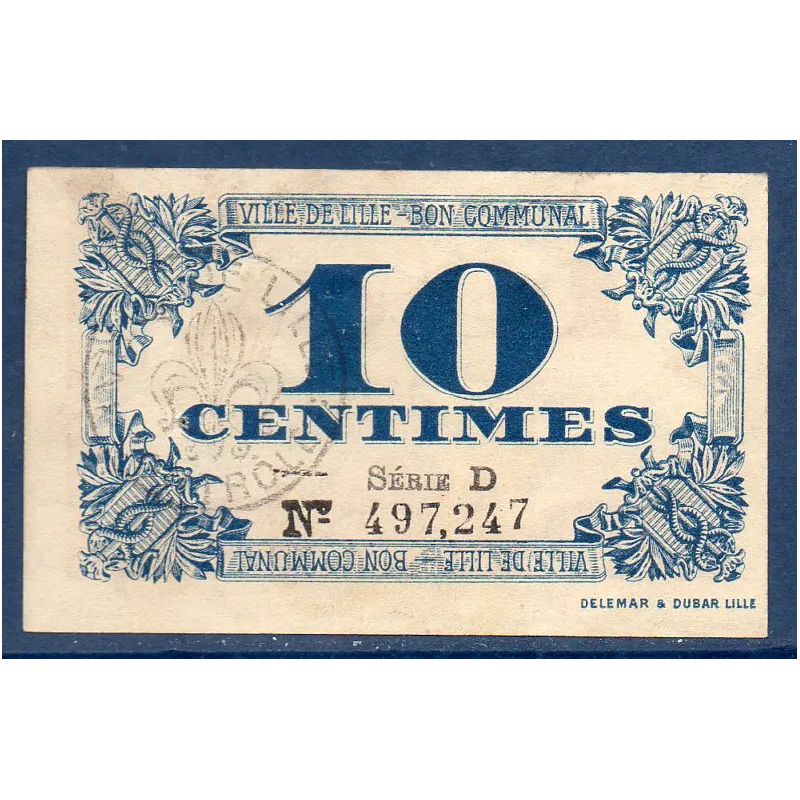 VILLE DE LILLE - BON COMMUNAL
10
CENTIMES
SÉRIE D
Nº 497,247
VILLE DE LILLE - BON COMMUNAL
DELEMAR & DUBAR LILLE